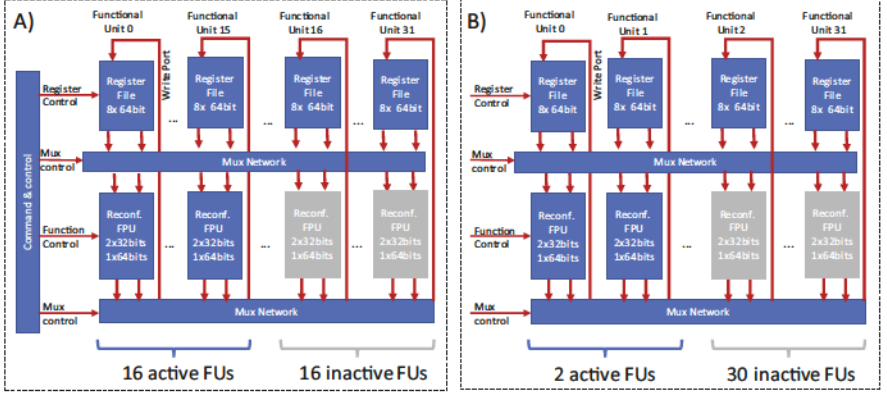 A)
Functional
Unit 0
Functional
Unit 15
Functional
Unit 16
Functional
Unit 31
Register
File
8x 64bit
Write Port
Register
File
8x 64bit
Register
File
8x 64bit
Register
File
8x 64bit
Register
Control
...
...
...
Mux
control
Mux Network
Command & control
Function
Control
Reconf.
FPU
2x32bits
1x64bits
...
Reconf.
FPU
2x32bits
1x64bits
...
Reconf.
FPU
2x32bits
1x64bits
...
Reconf.
FPU
2x32bits
1x64bits
Mux
control
Mux Network
16 active FUs
16 inactive FUs
B)
Functional
Unit 0
Functional
Unit 1
Functional
Unit 2
Functional
Unit 31
Register
File
8x 64bit
Write Port
Register
File
8x 64bit
Register
File
8x 64bit
Register
File
8x 64bit
Register
Control
...
...
Mux
control
Mux Network
Function
Control
Reconf.
FPU
2x32bits
1x64bits
Reconf.
FPU
2x32bits
1x64bits
...
Reconf.
FPU
2x32bits
1x64bits
...
Reconf.
FPU
2x32bits
1x64bits
Mux
control
Mux Network
2 active FUs
30 inactive FUs